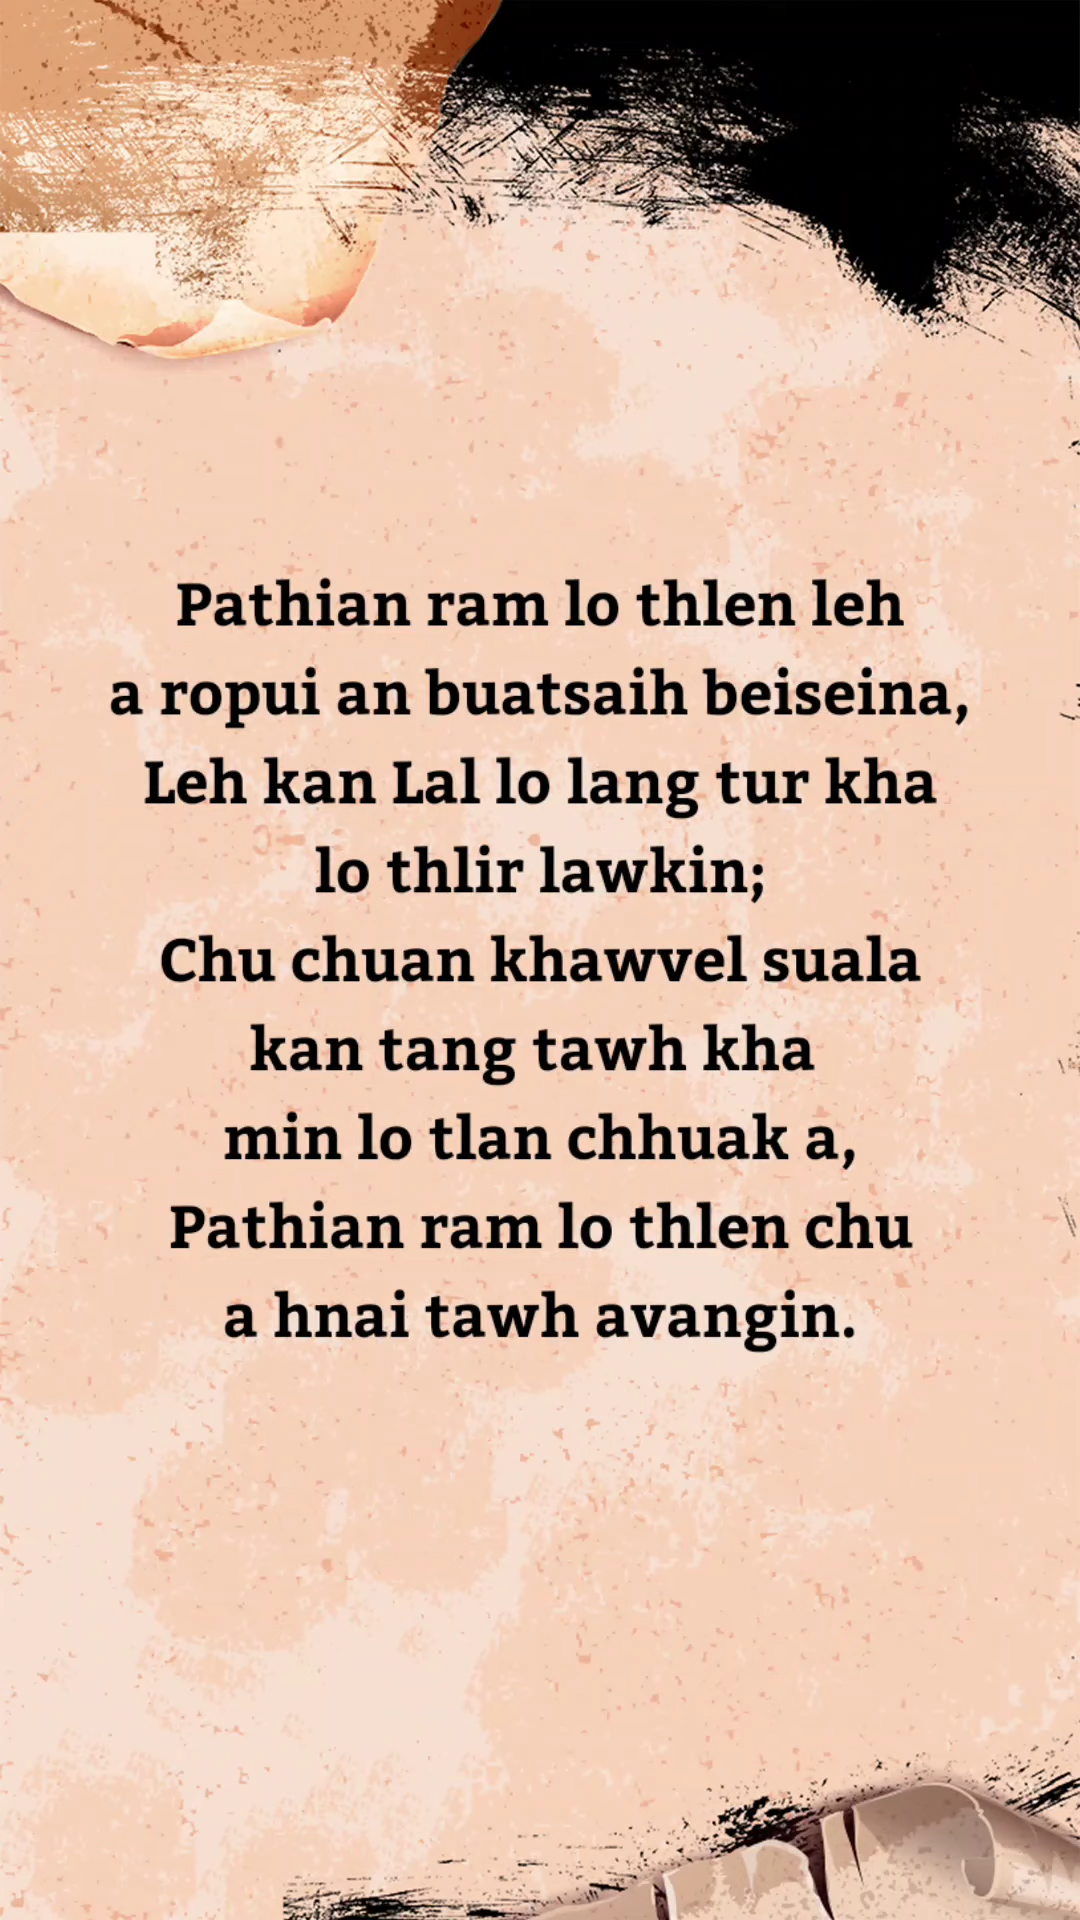 Pathian ram lo thlen leh
a ropui an buatsaih beiseina,
Leh kan Lal lo lang tur kha
lo thlir lawkin;
Chu chuan khawvel suala
kan tang tawh kha
min lo tlan chhuak a,
Pathian ram lo thlen chu
a hnai tawh avangin.